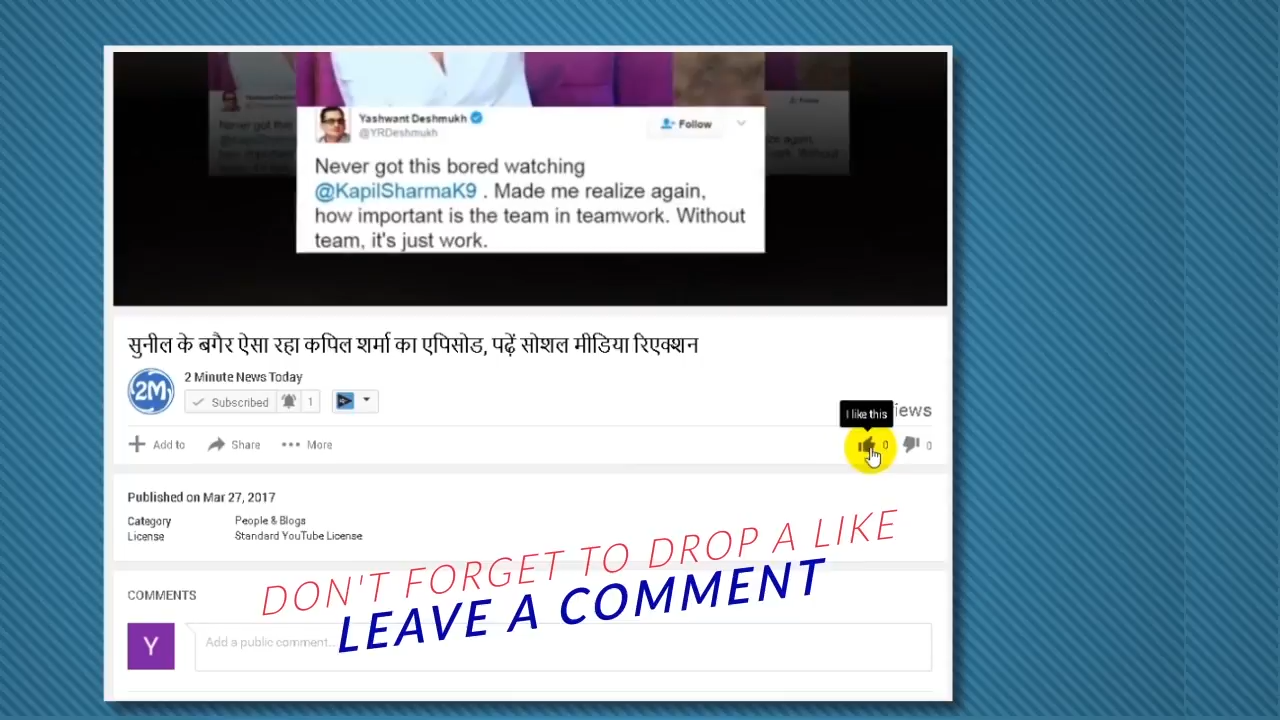 Yashwant Deshmukh
@YRDeshmukh
Follow
Never got this bored watching
@KapilSharmaK9 . Made me realize again,
how important is the team in teamwork. Without
team, it's just work.
सुनील के बगैर ऐसा रहा कपिल शर्मा का एपिसोड, पढ़ें सोशल मीडिया रिएक्शन
2M
2 Minute News Today
Subscribed 1
I like this
Add to Share More 0 0
Published on Mar 27, 2017
Category People & Blogs
License Standard YouTube License
DON'T FORGET TO DROP A LIKE
LEAVE A COMMENT
COMMENTS
Y
Add a public comment...